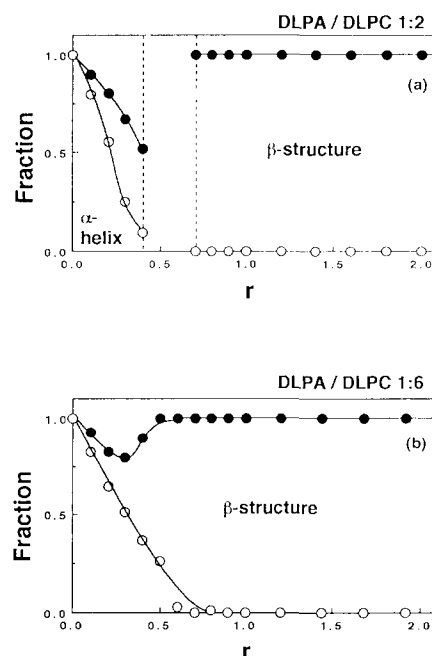 DLPA / DLPC 1:2
1.0
(a)
Fraction
0.5
β-structure
α-
helix
0.0
0.0 0.5 1.0 1.5 2.0
r
DLPA / DLPC 1:6
1.0
(b)
Fraction
0.5
β-structure
0.0
0.0 0.5 1.0 1.5 2.0
r